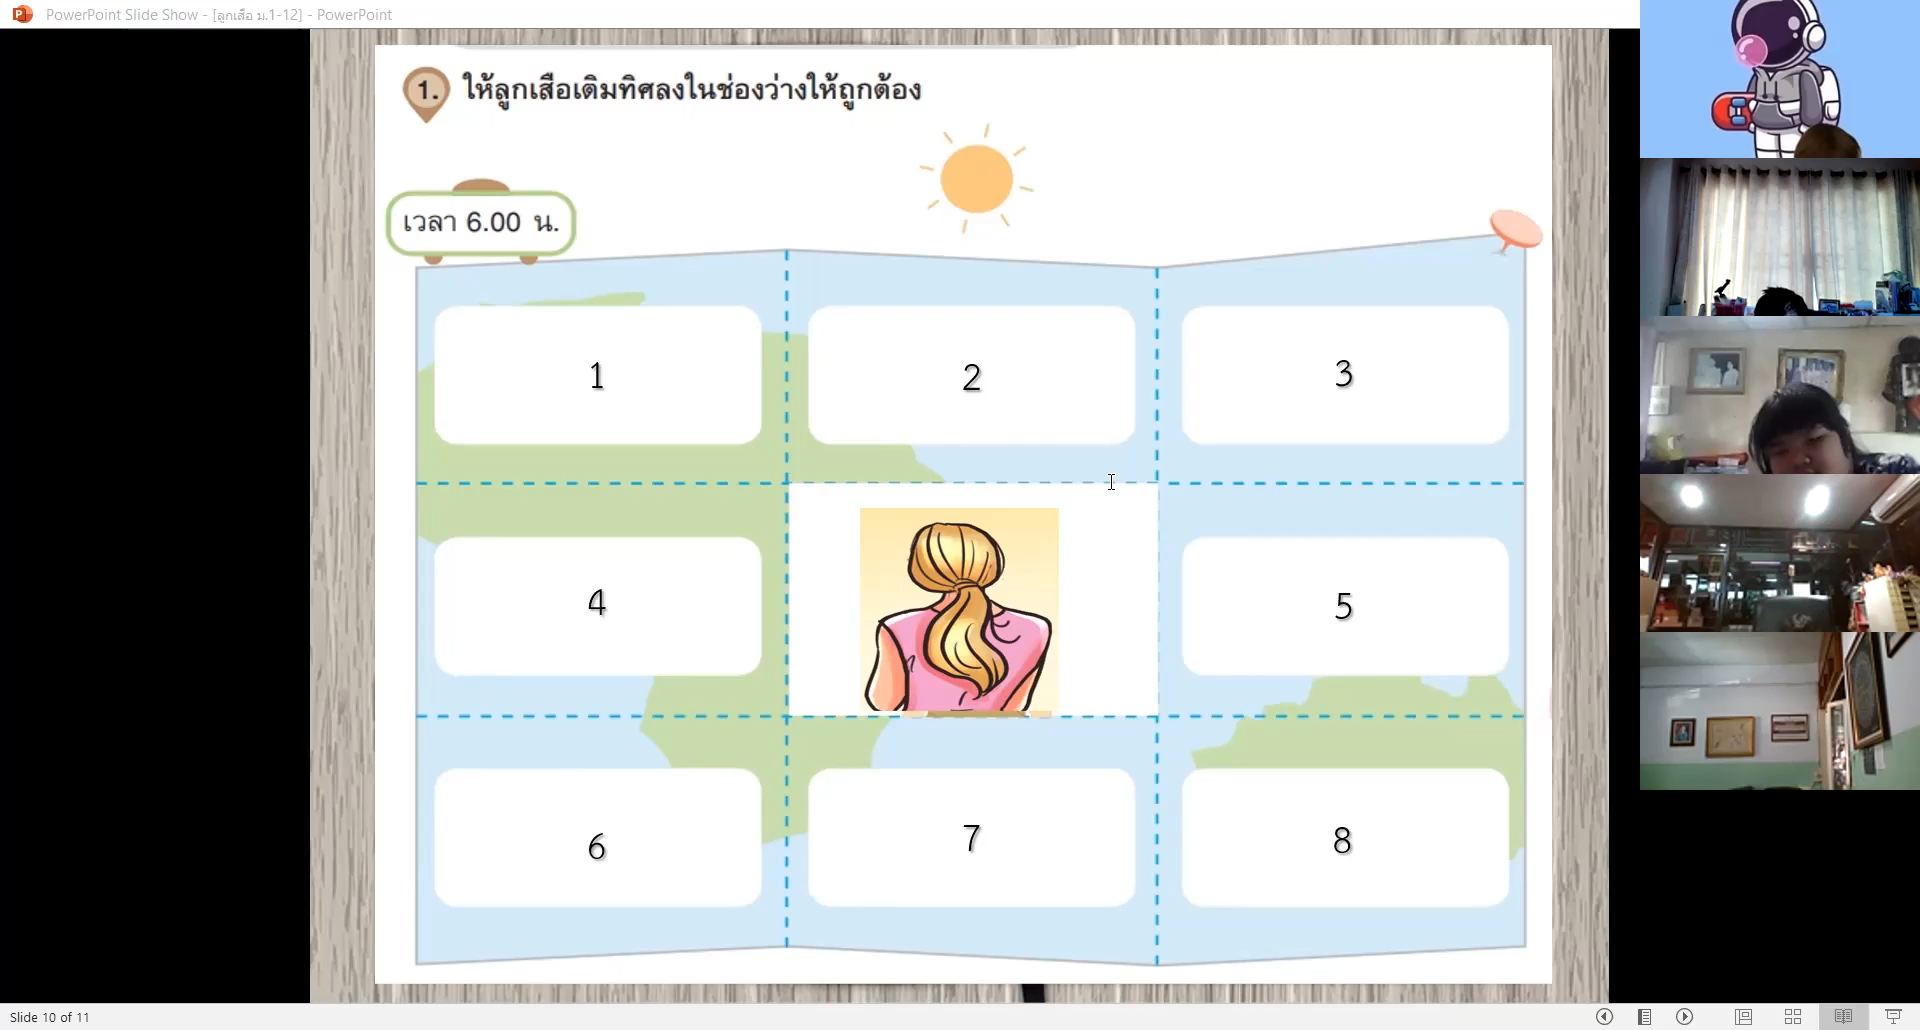 PowerPoint Slide Show - [ลูกเสือ ม.1-12] - PowerPoint
1. ให้ลูกเสือเติมทิศลงในช่องว่างให้ถูกต้อง
เวลา 6.00 น.
1
2
3
4
5
6
7
8
Slide 10 of 11